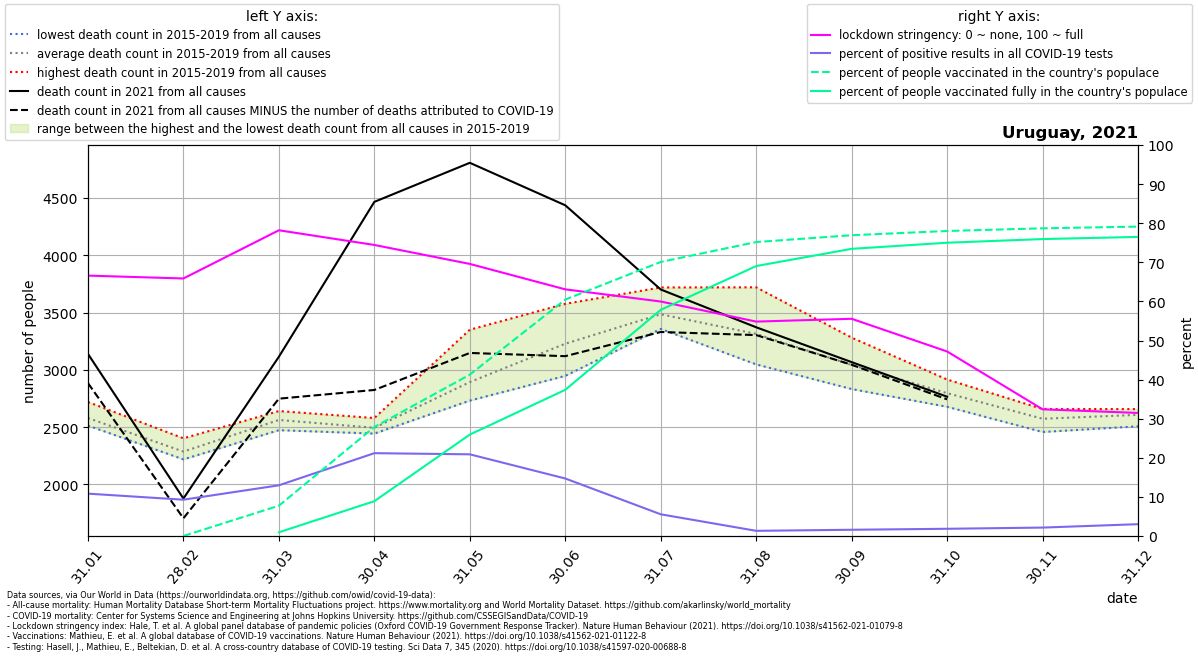 left Y axis:
lowest death count in 2015-2019 from all causes
average death count in 2015-2019 from all causes
highest death count in 2015-2019 from all causes
death count in 2021 from all causes
death count in 2021 from all causes MINUS the number of deaths attributed to COVID-19
range between the highest and the lowest death count from all causes in 2015-2019
right Y axis:
lockdown stringency: 0 ~ none, 100 ~ full
percent of positive results in all COVID-19 tests
percent of people vaccinated in the country's populace
percent of people vaccinated fully in the country's populace
Uruguay, 2021
number of people
4500
4000
3500
3000
2500
2000
100
90
80
70
60
50
40
30
20
10
0
percent
31.01
28.02
31.03
30.04
31.05
30.06
31.07
31.08
30.09
31.10
30.11
31.12
date
Data sources, via Our World in Data (https://ourworldindata.org, https://github.com/owid/covid-19-data):
- All-cause mortality: Human Mortality Database Short-term Mortality Fluctuations project. https://www.mortality.org and World Mortality Dataset. https://github.com/akarlinsky/world_mortality
- COVID-19 mortality: Center for Systems Science and Engineering at Johns Hopkins University. https://github.com/CSSEGISandData/COVID-19
- Lockdown stringency index: Hale, T. et al. A global panel database of pandemic policies (Oxford COVID-19 Government Response Tracker). Nature Human Behaviour (2021). https://doi.org/10.1038/s41562-021-01079-8
- Vaccinations: Mathieu, E. et al. A global database of COVID-19 vaccinations. Nature Human Behaviour (2021). https://doi.org/10.1038/s41562-021-01122-8
- Testing: Hasell, J., Mathieu, E., Beltekian, D. et al. A cross-country database of COVID-19 testing. Sci Data 7, 345 (2020). https://doi.org/10.1038/s41597-020-00688-8